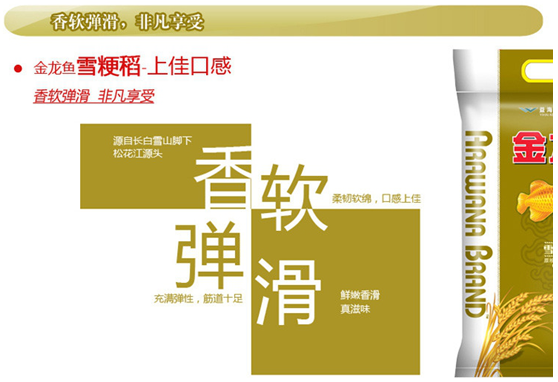 香软弹滑，非凡享受
金龙鱼雪粳稻-上佳口感
香软弹滑 非凡享受
源自长白雪山脚下
松花江源头
香
软
柔韧软绵，口感上佳
弹
充满弹性，筋道十足
滑
鲜嫩香滑
真滋味
金
ARAWANA BRAND